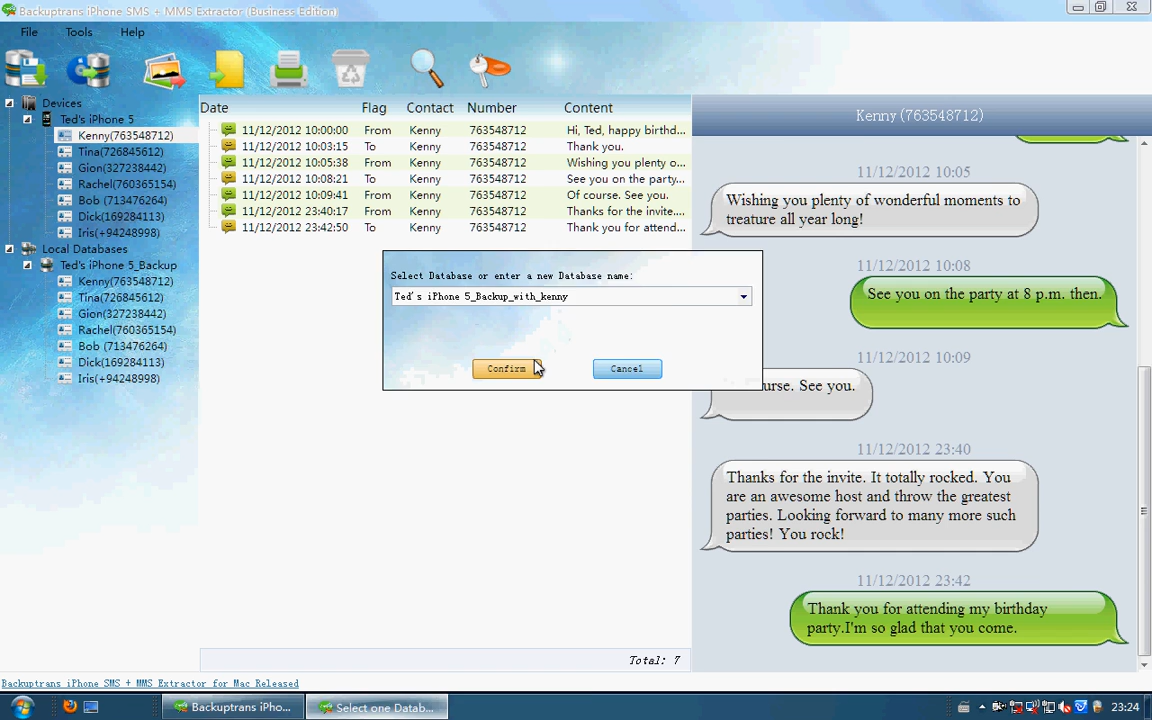 Backuptrans iPhone SMS + MMS Extractor (Business Edition)
File Tools Help
Devices
Ted's iPhone 5
Kenny(763548712)
Tina(726845612)
Gion(327238442)
Rachel(760365154)
Bob (713476264)
Dick(169284113)
Iris(+94248998)
Local Databases
Ted's iPhone 5_Backup
Kenny(763548712)
Tina(726845612)
Gion(327238442)
Rachel(760365154)
Bob (713476264)
Dick(169284113)
Iris(+94248998)
Date Flag Contact Number Content
11/12/2012 10:00:00 From Kenny 763548712 Hi, Ted, happy birthd...
11/12/2012 10:03:15 To Kenny 763548712 Thank you.
11/12/2012 10:05:38 From Kenny 763548712 Wishing you plenty o...
11/12/2012 10:08:21 To Kenny 763548712 See you on the party...
11/12/2012 10:09:41 From Kenny 763548712 Of course. See you.
11/12/2012 23:40:17 From Kenny 763548712 Thanks for the invite....
11/12/2012 23:42:50 To Kenny 763548712 Thank you for attend...
Select Database or enter a new Database name:
Ted's iPhone 5_Backup_with_kenny
Confirm Cancel
Total: 7
Kenny(763548712)
11/12/2012 10:05
Wishing you plenty of wonderful moments to
treature all year long!
11/12/2012 10:08
See you on the party at 8 p.m. then.
11/12/2012 10:09
urse. See you.
11/12/2012 23:40
Thanks for the invite. It totally rocked. You
are an awesome host and throw the greatest
parties. Looking forward to many more such
parties! You rock!
11/12/2012 23:42
Thank you for attending my birthday
party.I'm so glad that you come.
Backuptrans iPhone SMS + MMS Extractor for Mac Released
Backuptrans iPho... Select one Datab... 23:24